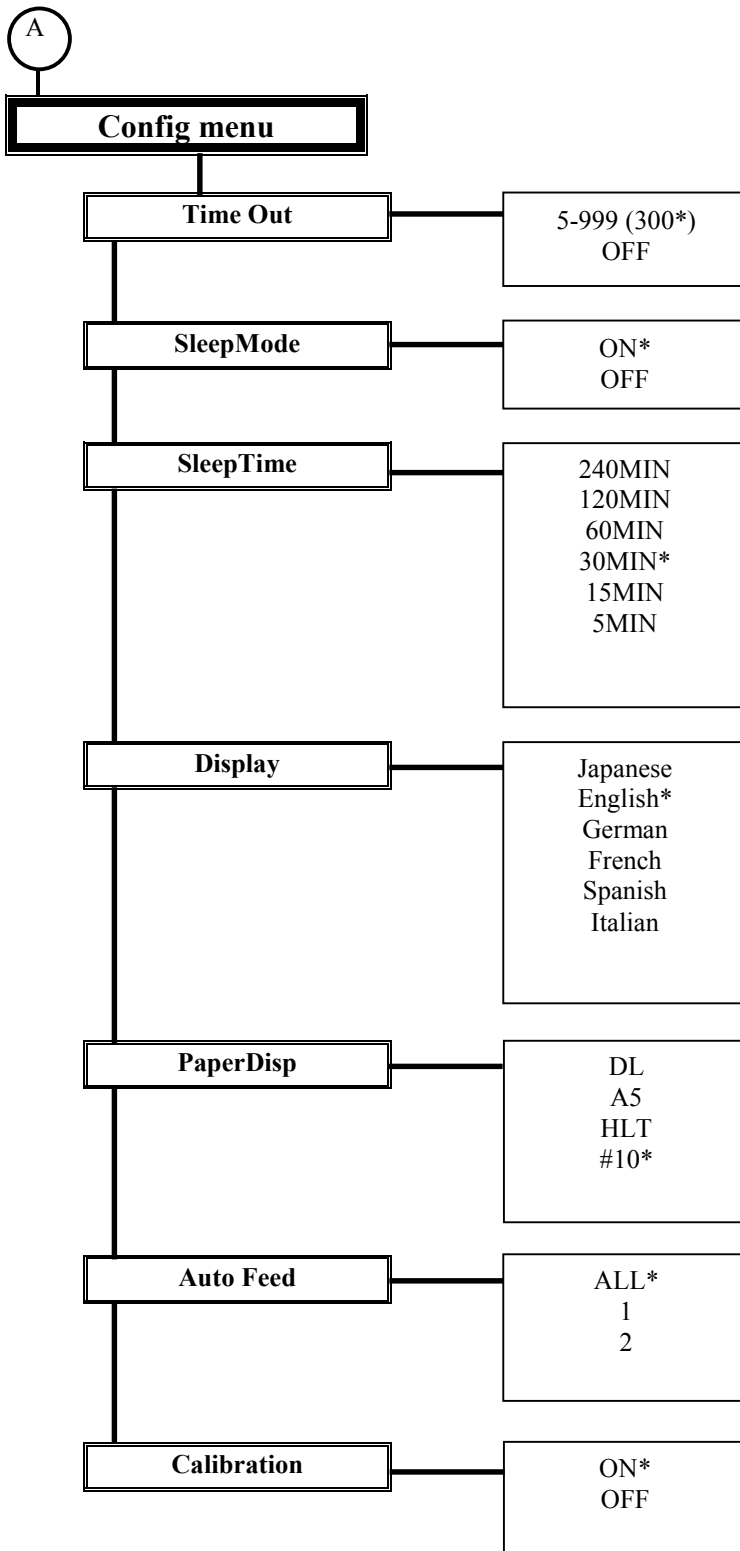 A
Config menu
Time Out
5-999 (300*)
OFF
SleepMode
ON*
OFF
SleepTime
240MIN
120MIN
60MIN
30MIN*
15MIN
5MIN
Display
Japanese
English*
German
French
Spanish
Italian
PaperDisp
DL
A5
HLT
#10*
Auto Feed
ALL*
1
2
Calibration
ON*
OFF